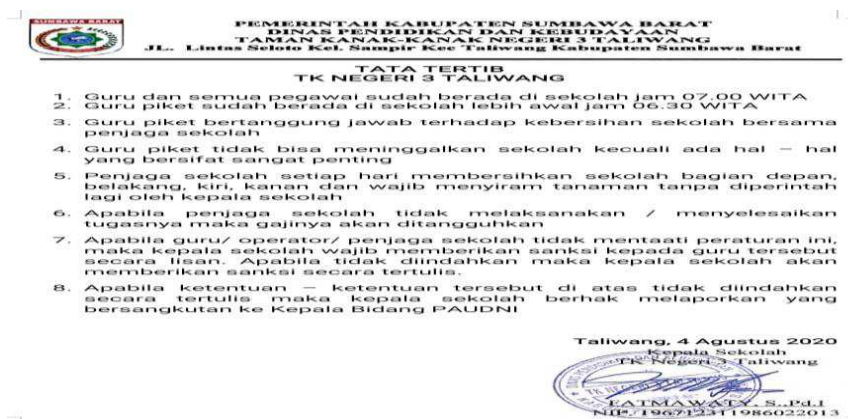 SUMBAWA BARAT
PEMERINTAH KABUPATEN SUMBAWA BARAT
DINAS PENDIDIKAN DAN KEBUDAYAAN
TAMAN KANAK-KANAK NEGERI 3 TALIWANG
JL. Lintas Seloto Kel. Sampir Kec Taliwang Kabupaten Sumbawa Barat
TATA TERTIB
TK NEGERI 3 TALIWANG
1. Guru dan semua pegawai sudah berada di sekolah jam 07.00 WITA
2. Guru piket sudah berada di sekolah lebih awal jam 06.30 WITA
3. Guru piket bertanggung jawab terhadap kebersihan sekolah bersama
penjaga sekolah
4. Guru piket tidak bisa meninggalkan sekolah kecuali ada hal – hal
yang bersifat sangat penting
5. Penjaga sekolah setiap hari membersihkan sekolah bagian depan,
belakang, kiri, kanan dan wajib menyiram tanaman tanpa diperintah
lagi oleh kepala sekolah
6. Apabila penjaga sekolah tidak melaksanakan / menyelesaikan
tugasnya maka gajinya akan ditangguhkan
7. Apabila guru/ operator/ penjaga sekolah tidak mentaati peraturan ini,
maka kepala sekolah wajib memberikan sanksi kepada guru tersebut
secara lisan. Apabila tidak diindahkan maka kepala sekolah akan
memberikan sanksi secara tertulis.
8. Apabila ketentuan – ketentuan tersebut di atas tidak diindahkan
secara tertulis maka kepala sekolah berhak melaporkan yang
bersangkutan ke Kepala Bidang PAUDNI
Taliwang, 4 Agustus 2020
Kepala Sekolah
TK Negeri 3 Taliwang
FATMAWATY, S.,Pd.I
NIP. 196712311986022013